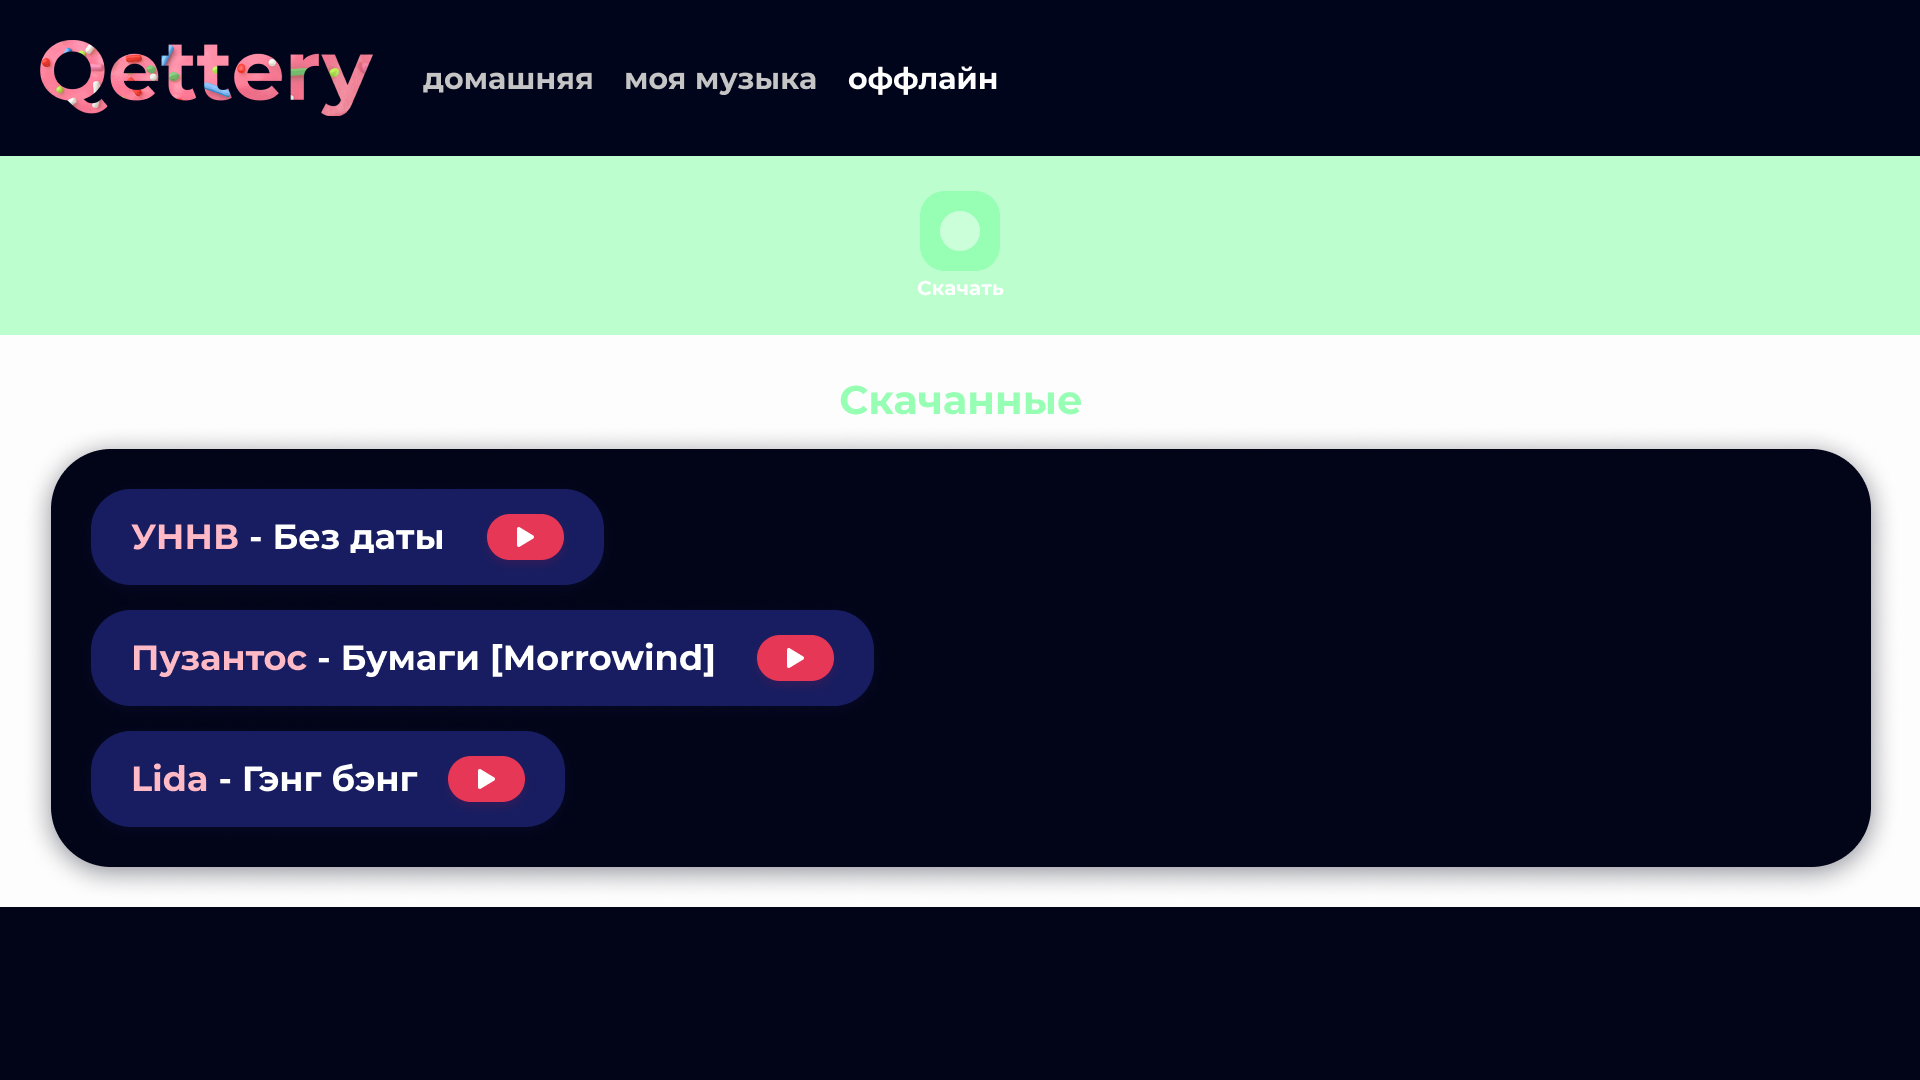 Qettery
домашняя моя музыка оффлайн
Скачать
Скачанные
УННВ - Без даты
Пузантос - Бумаги [Morrowind]
Lida - Гэнг бэнг